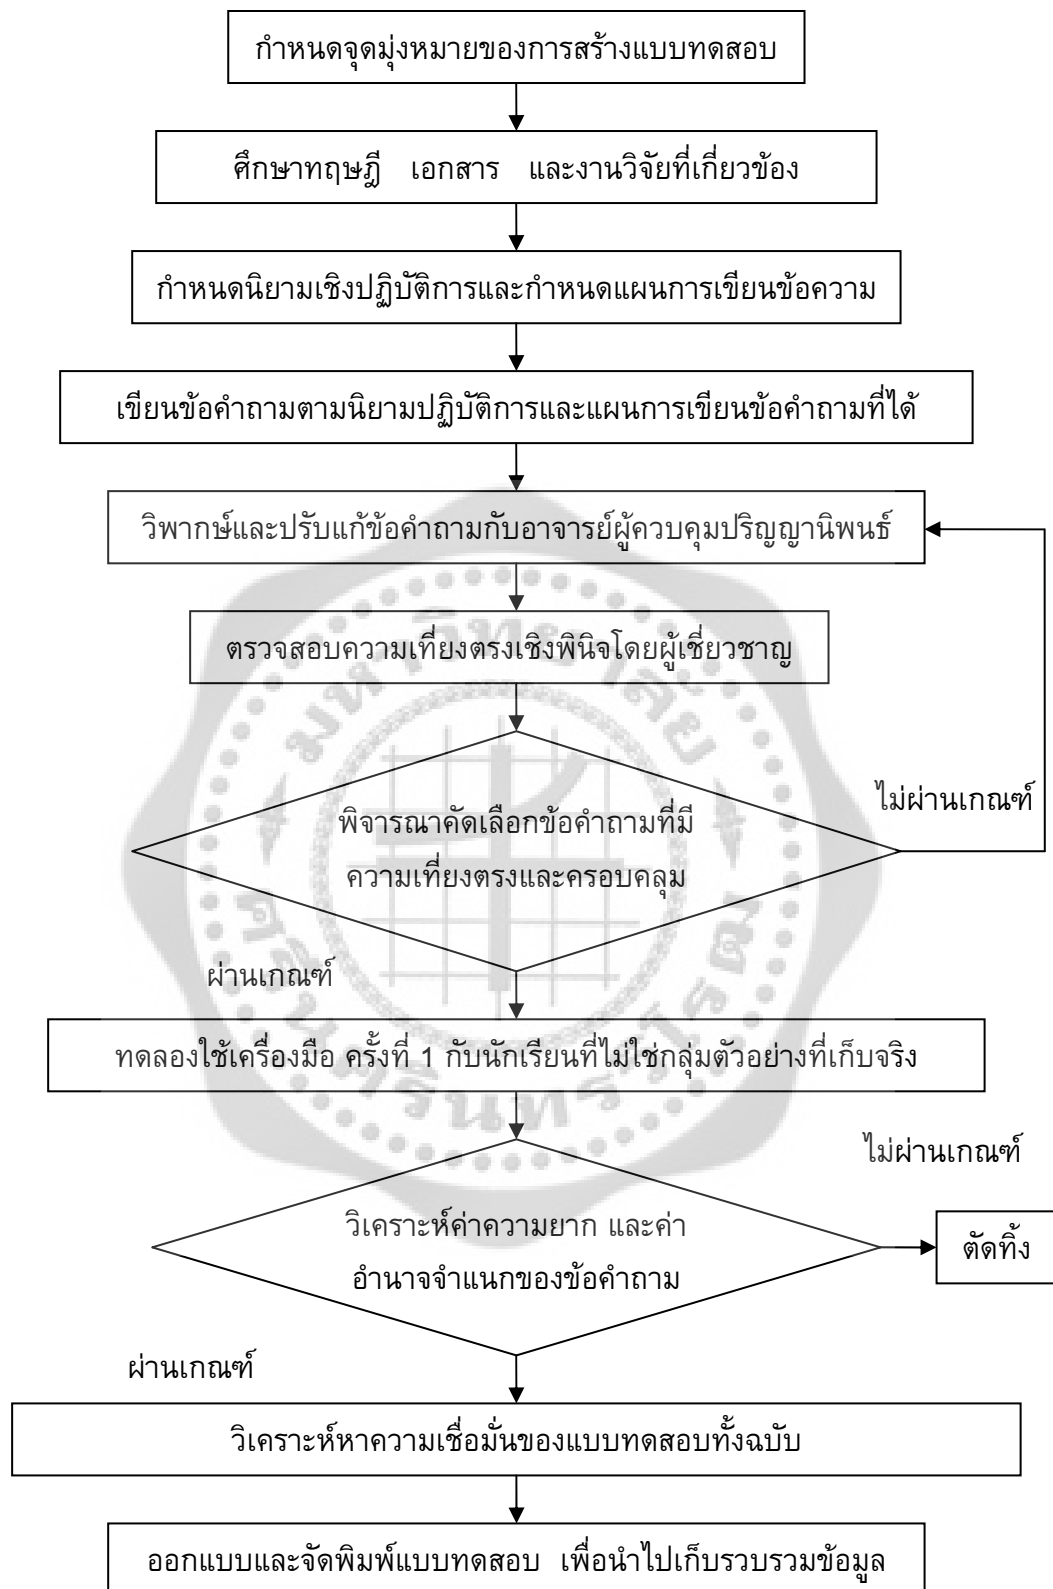 กำหนดจุดมุ่งหมายของการสร้างแบบทดสอบ
ศึกษาทฤษฎี เอกสาร และงานวิจัยที่เกี่ยวข้อง
กำหนดนิยามเชิงปฏิบัติการและกำหนดแผนการเขียนข้อความ
เขียนข้อคำถามตามนิยามปฏิบัติการและแผนการเขียนข้อคำถามที่ได้
วิพากษ์และปรับแก้ข้อคำถามกับอาจารย์ผู้ควบคุมปริญญานิพนธ์
ตรวจสอบความเที่ยงตรงเชิงพินิจโดยผู้เชี่ยวชาญ
ไม่ผ่านเกณฑ์
พิจารณาคัดเลือกข้อคำถามที่มี
ความเที่ยงตรงและครอบคลุม
ผ่านเกณฑ์
ทดลองใช้เครื่องมือ ครั้งที่ 1 กับนักเรียนที่ไม่ใช่กลุ่มตัวอย่างที่เก็บจริง
ไม่ผ่านเกณฑ์
วิเคราะห์ค่าความยาก และค่า
อำนาจจำแนกของข้อคำถาม
ตัดทิ้ง
ผ่านเกณฑ์
วิเคราะห์หาความเชื่อมั่นของแบบทดสอบทั้งฉบับ
ออกแบบและจัดพิมพ์แบบทดสอบ เพื่อนำไปเก็บรวบรวมข้อมูล
มหาวิทยาลัย
ศรีนครินทรวิโรฒ